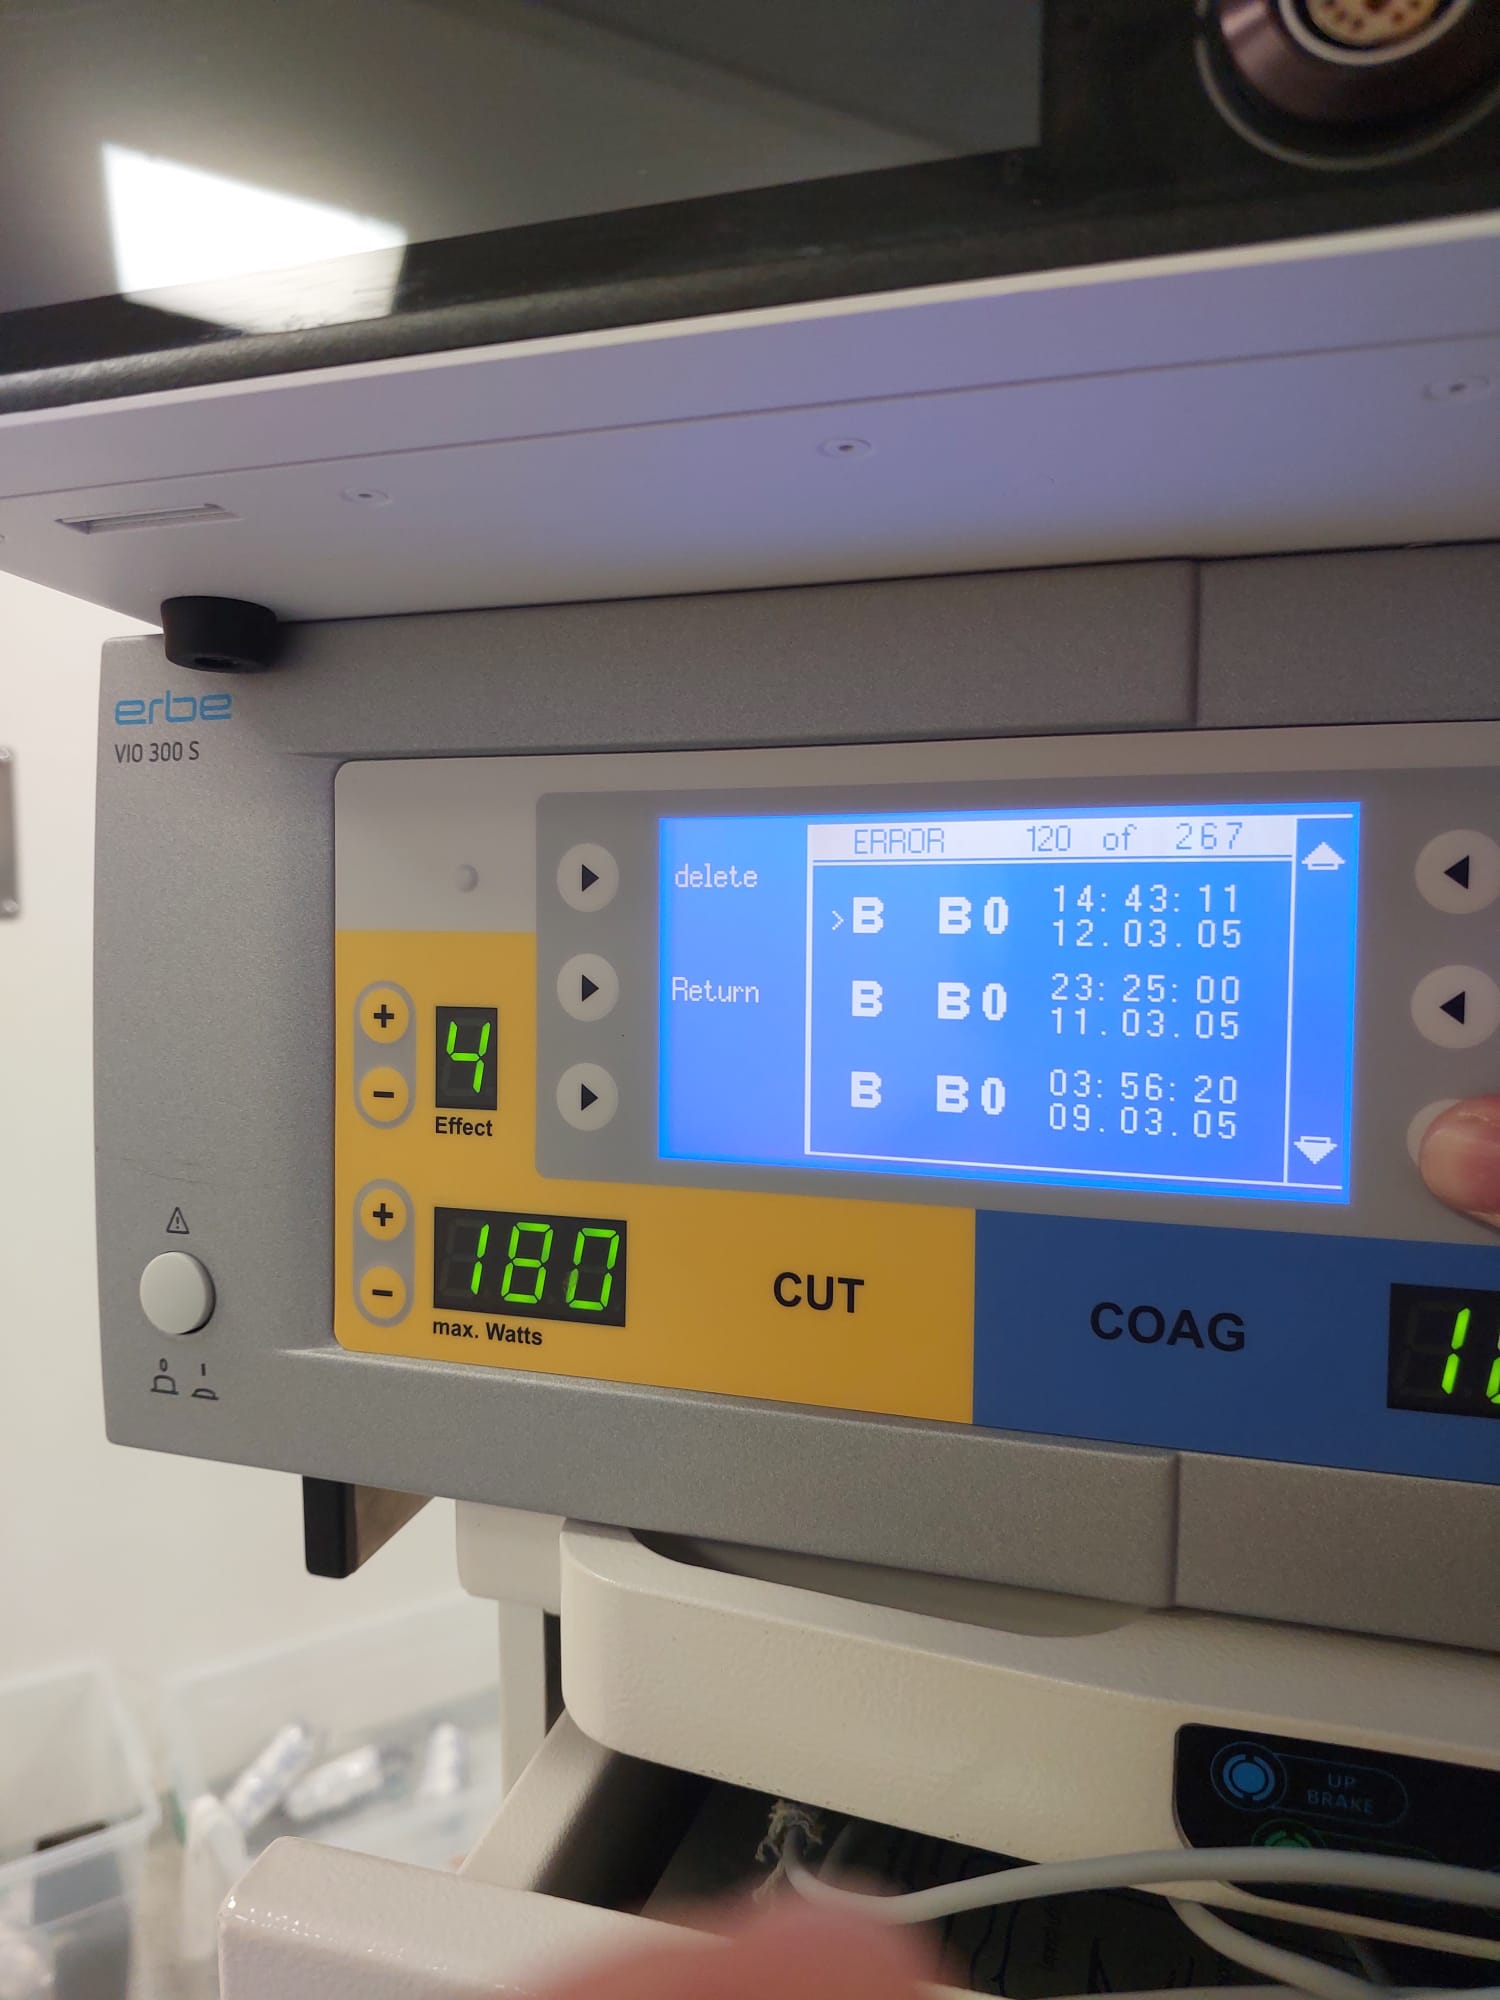 erbe
VIO 300 S
ERROR 120 of 267
delete
>B B0 14:43:11
12.03.05
Return
B B0 23:25:00
11.03.05
B B0 03:56:20
09.03.05
+
4
-
Effect
+
180
-
max. Watts
CUT
COAG
0 I
UP
BRAKE